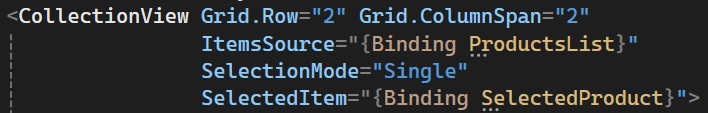 <CollectionView Grid.Row="2" Grid.ColumnSpan="2"
ItemsSource="{Binding ProductsList}"
SelectionMode="Single"
SelectedItem="{Binding SelectedProduct}">